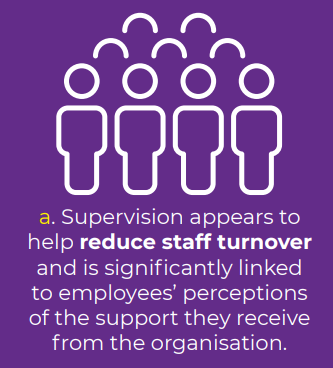 a. Supervision appears to
help reduce staff turnover
and is significantly linked
to employees’ perceptions
of the support they receive
from the organisation.